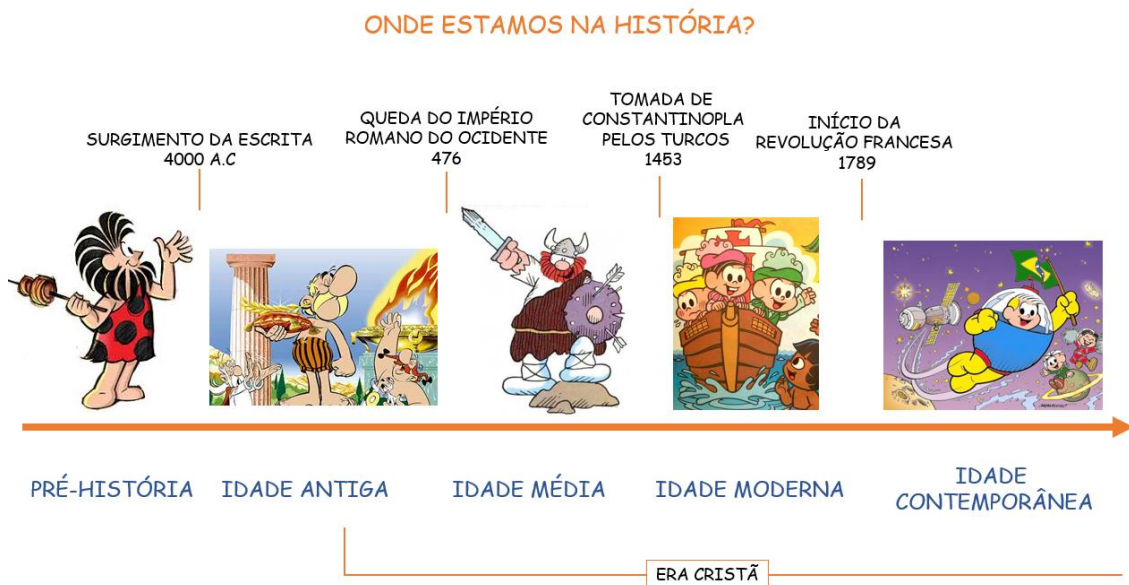 ONDE ESTAMOS NA HISTÓRIA?
SURGIMENTO DA ESCRITA
4000 A.C
QUEDA DO IMPÉRIO
ROMANO DO OCIDENTE
476
TOMADA DE
CONSTANTINOPLA
PELOS TURCOS
1453
INÍCIO DA
REVOLUÇÃO FRANCESA
1789
PRÉ-HISTÓRIA
IDADE ANTIGA
IDADE MÉDIA
IDADE MODERNA
IDADE
CONTEMPORÂNEA
ERA CRISTÃ